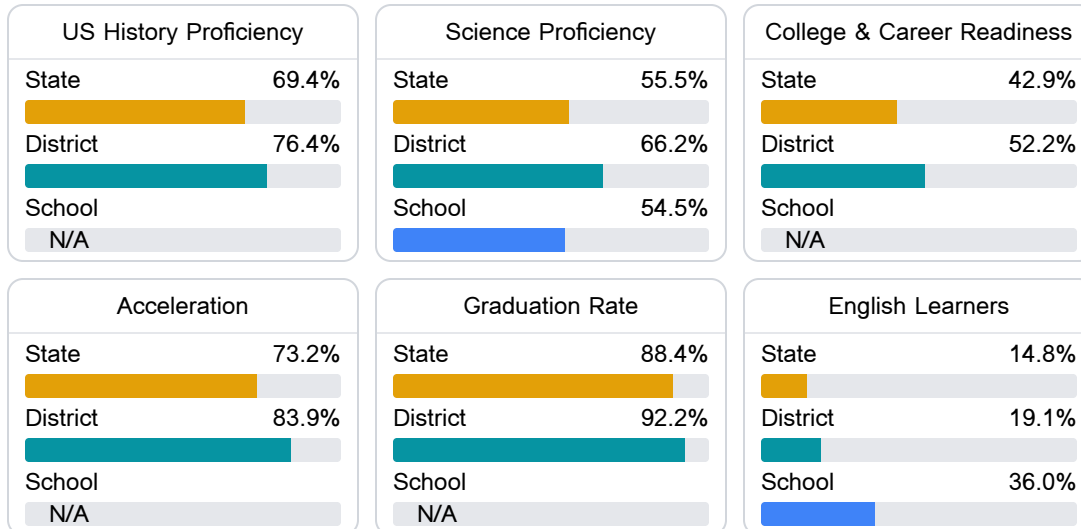 US History Proficiency
State 69.4%
District 76.4%
School
N/A
Science Proficiency
State 55.5%
District 66.2%
School 54.5%
College & Career Readiness
State 42.9%
District 52.2%
School
N/A
Acceleration
State 73.2%
District 83.9%
School
N/A
Graduation Rate
State 88.4%
District 92.2%
School
N/A
English Learners
State 14.8%
District 19.1%
School 36.0%